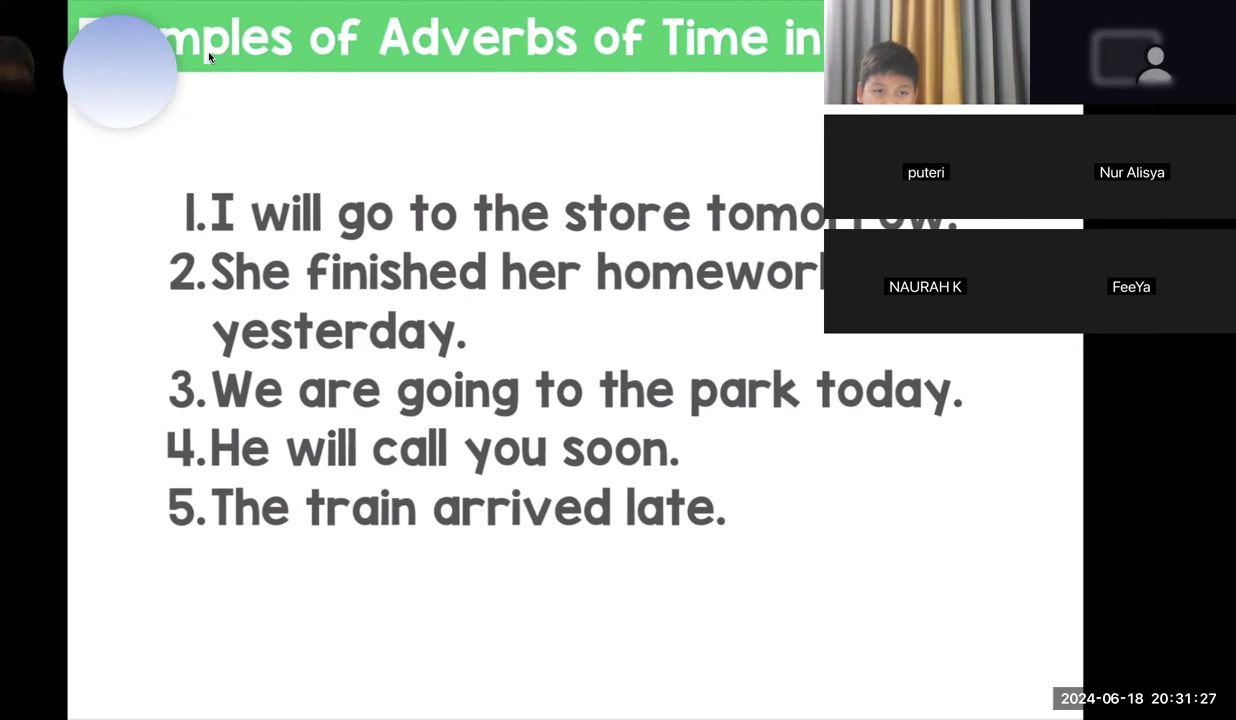 mples of Adverbs of Time in
1. I will go to the store tomorrow.
2. She finished her homework
yesterday.
3. We are going to the park today.
4. He will call you soon.
5. The train arrived late.
puteri
Nur Alisya
NAURAH K
FeeYa
2024-06-18 20:31:27